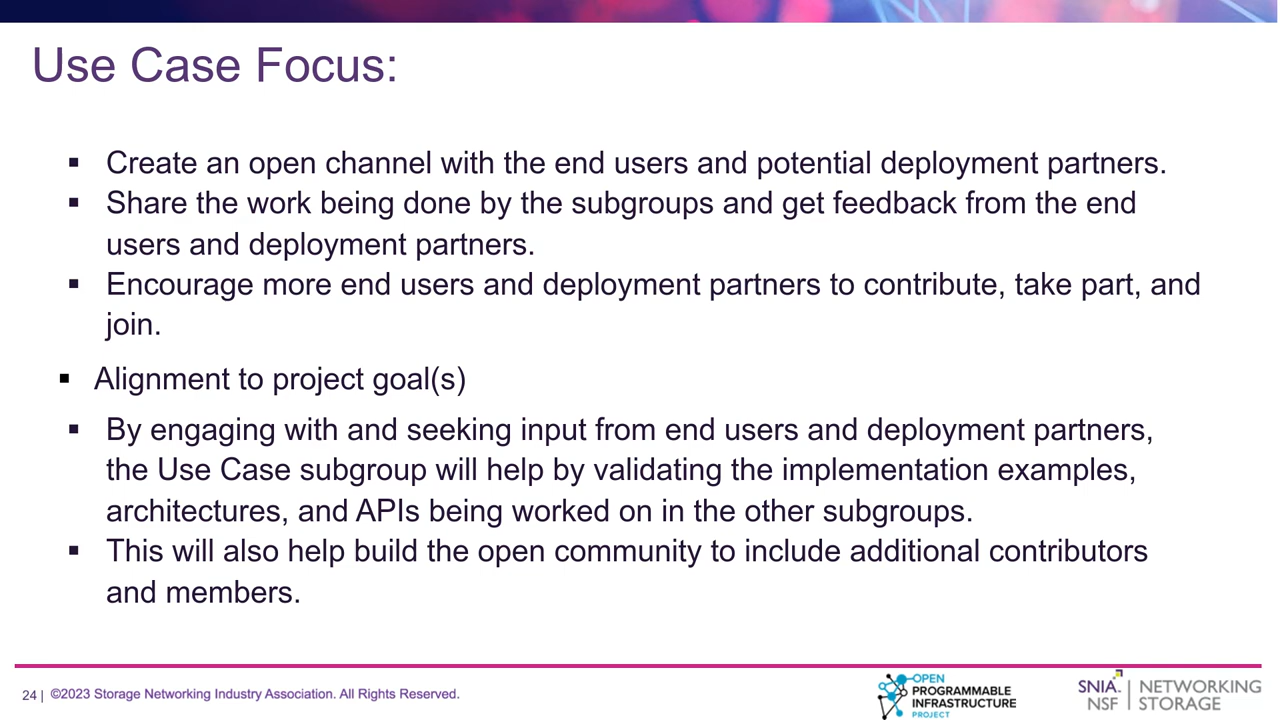 Use Case Focus:
▪ Create an open channel with the end users and potential deployment partners.
▪ Share the work being done by the subgroups and get feedback from the end
users and deployment partners.
▪ Encourage more end users and deployment partners to contribute, take part, and
join.
▪ Alignment to project goal(s)
▪ By engaging with and seeking input from end users and deployment partners,
the Use Case subgroup will help by validating the implementation examples,
architectures, and APIs being worked on in the other subgroups.
▪ This will also help build the open community to include additional contributors
and members.
24 | ©2023 Storage Networking Industry Association. All Rights Reserved.
OPEN
PROGRAMMABLE
INFRASTRUCTURE
PROJECT
SNIA. | NETWORKING
NSF | STORAGE